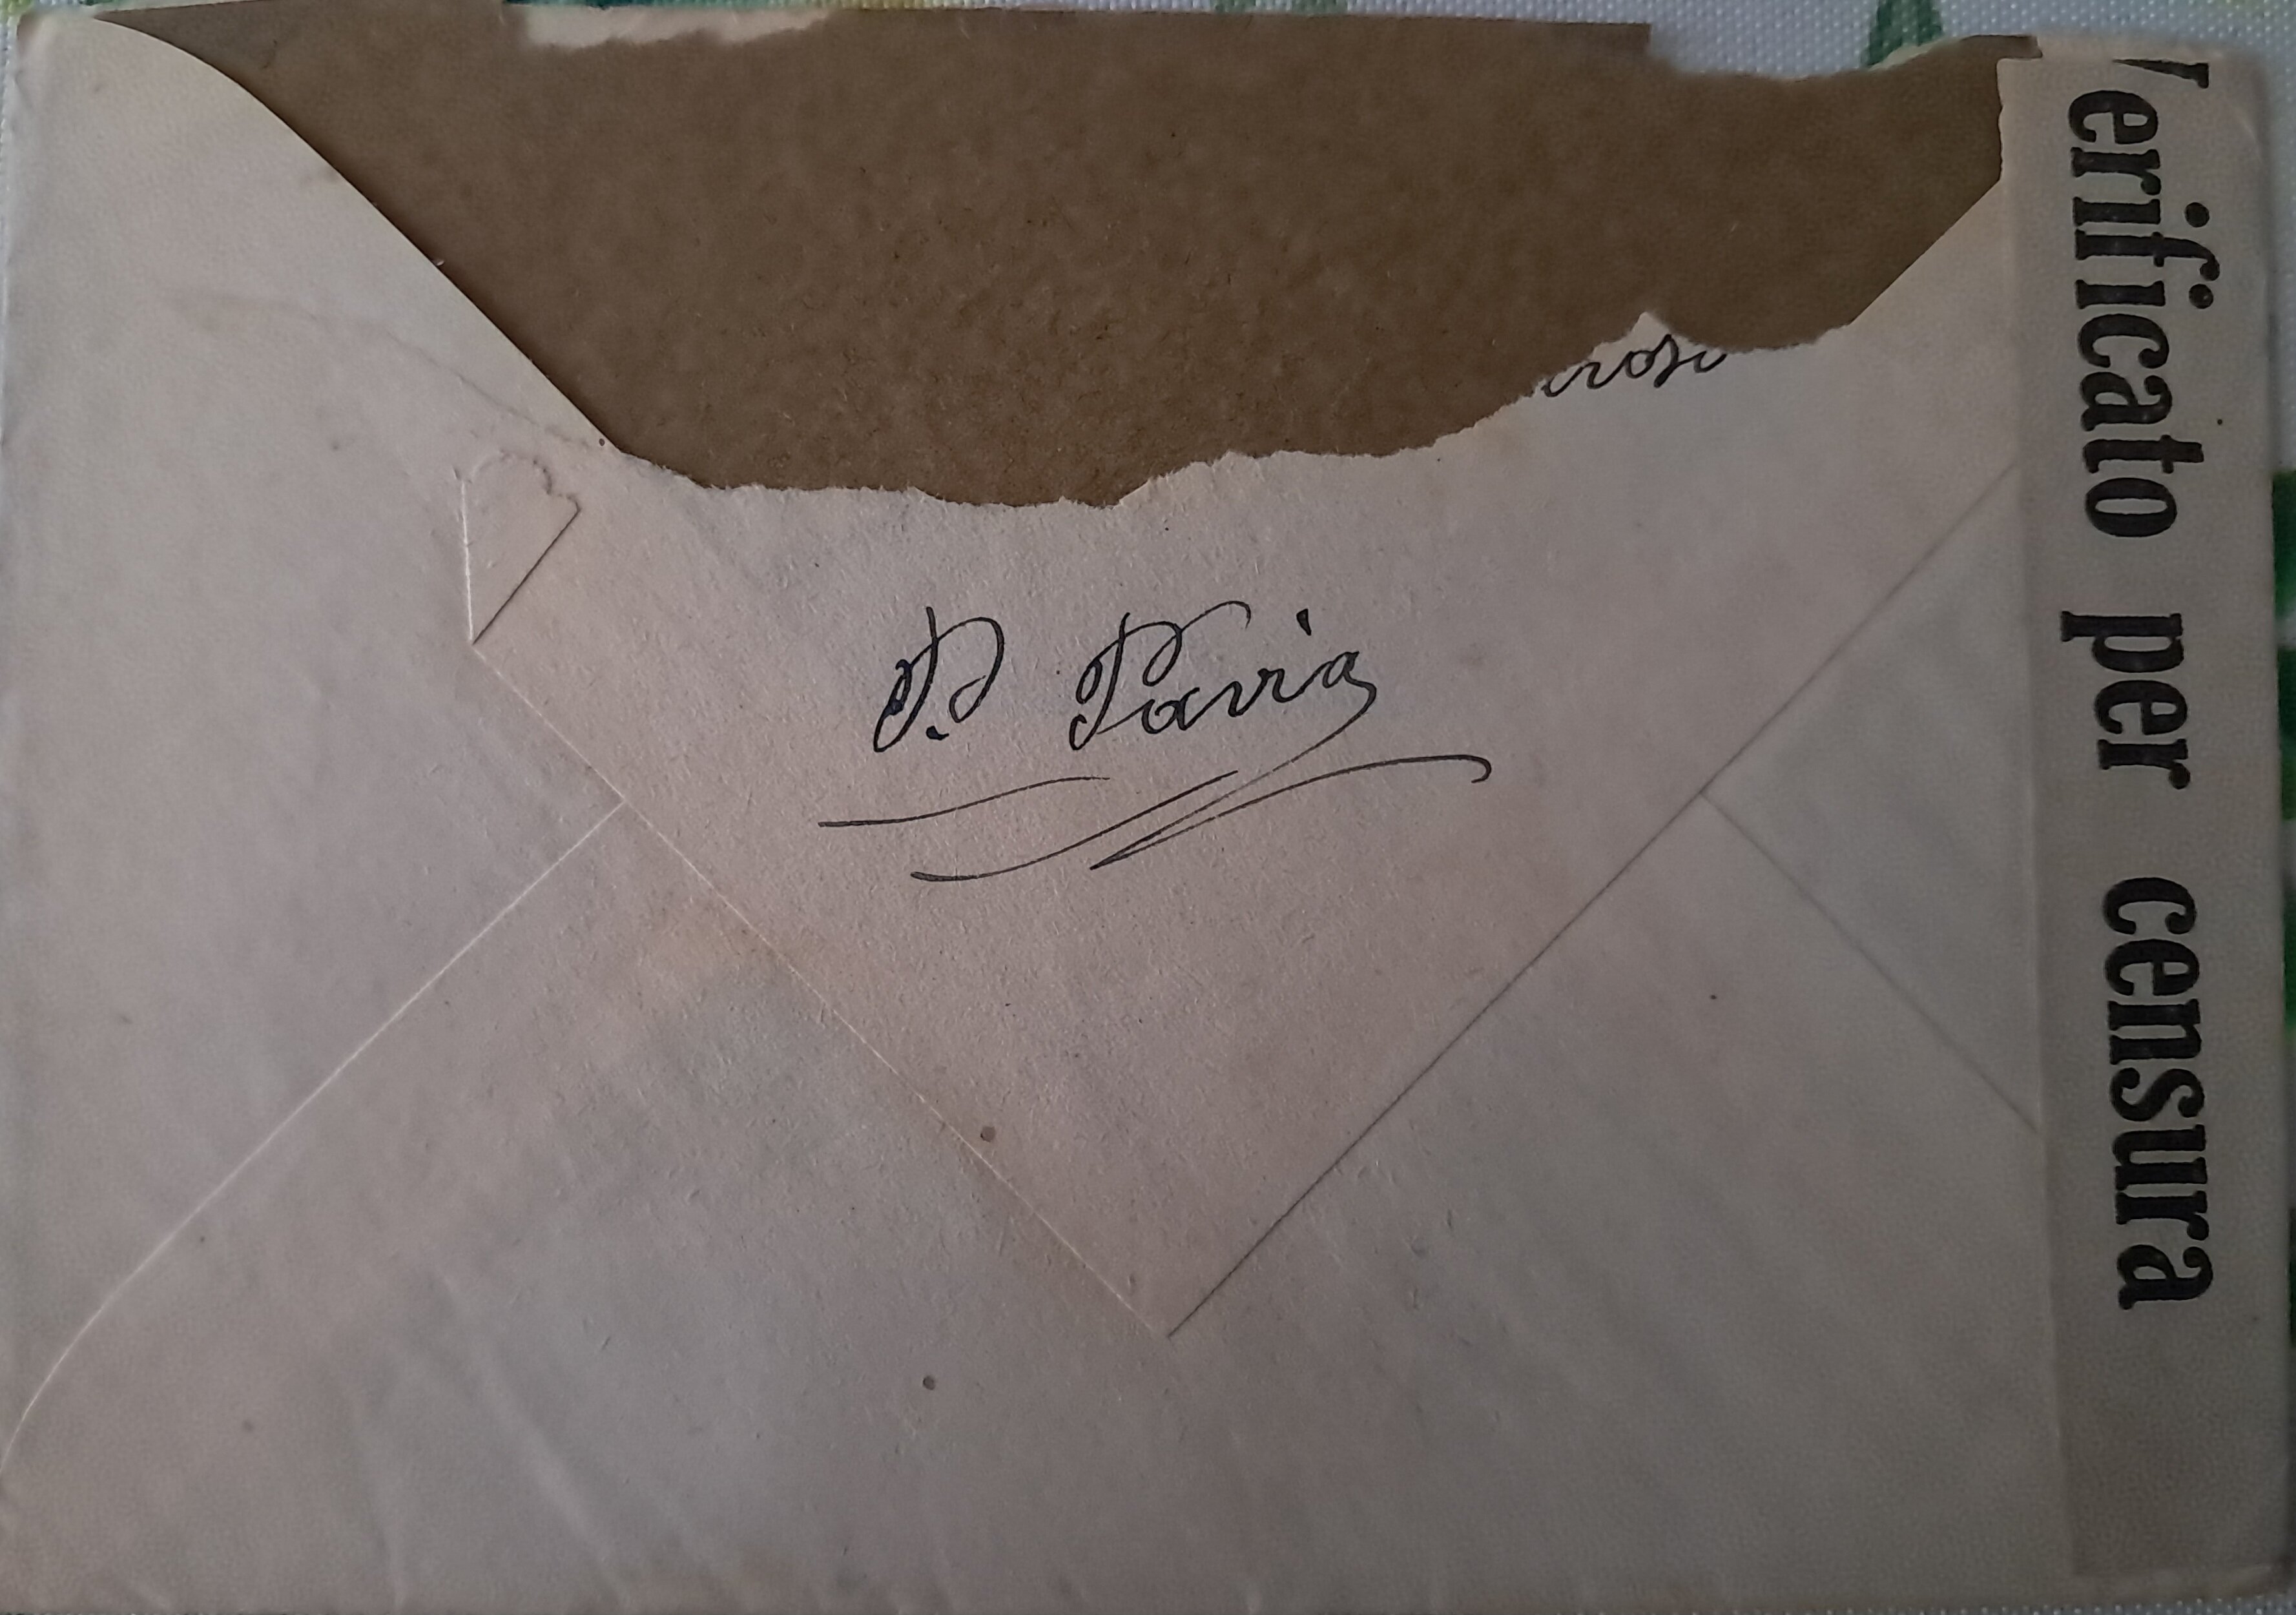 P. Pavia
Verificato per censura